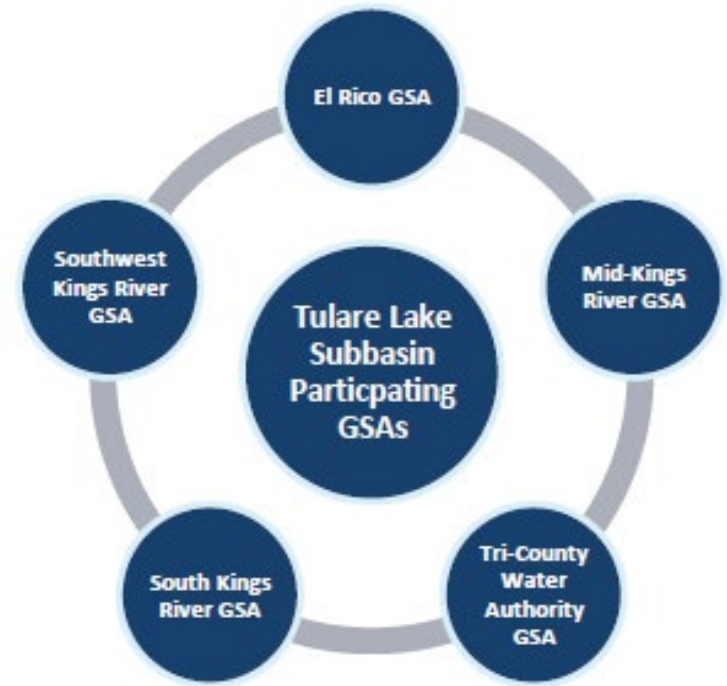 El Rico GSA
Southwest
Kings River
GSA
Mid-Kings
River GSA
Tulare Lake
Subbasin
Particpating
GSAs
South Kings
River GSA
Tri-County
Water
Authority
GSA